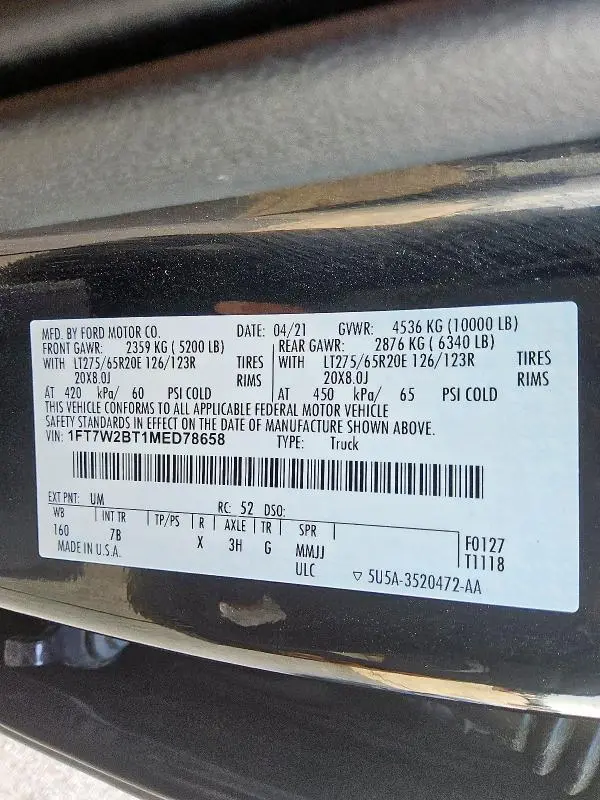 MFD. BY FORD MOTOR CO. DATE: 04/21 GVWR: 4536 KG (10000 LB)
FRONT GAWR: 2359 KG ( 5200 LB) REAR GAWR: 2876 KG ( 6340 LB)
WITH LT275/65R20E 126/123R TIRES WITH LT275/65R20E 126/123R TIRES
20X8.0J RIMS 20X8.0J RIMS
AT 420 kPa/ 60 PSI COLD AT 450 kPa/ 65 PSI COLD
THIS VEHICLE CONFORMS TO ALL APPLICABLE FEDERAL MOTOR VEHICLE
SAFETY STANDARDS IN EFFECT ON THE DATE OF MANUFACTURE SHOWN ABOVE.
VIN: 1FT7W2BT1MED78658 TYPE: Truck
EXT PNT: UM RC: 52 DSO:
WB INT TR TP/PS R AXLE TR SPR
160 7B X 3H G MMJJ F0127
MADE IN U.S.A. ULC T1118
▽ 5U5A-3520472-AA